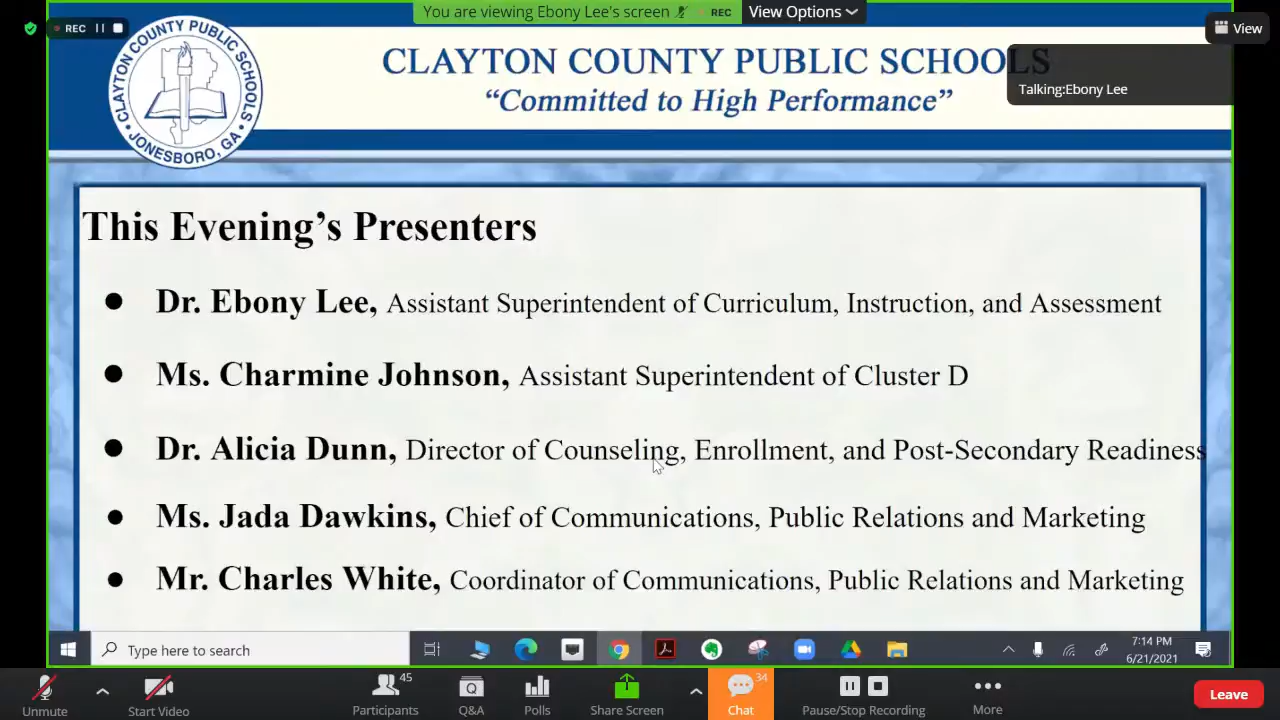 You are viewing Ebony Lee's screen
REC
View Options
REC
View
CLAYTON COUNTY PUBLIC SCHOOLS
JONESBORO, GA
CLAYTON COUNTY PUBLIC SCHOOLS
“Committed to High Performance”
Talking:Ebony Lee
This Evening’s Presenters
● Dr. Ebony Lee, Assistant Superintendent of Curriculum, Instruction, and Assessment
● Ms. Charmine Johnson, Assistant Superintendent of Cluster D
● Dr. Alicia Dunn, Director of Counseling, Enrollment, and Post-Secondary Readiness
● Ms. Jada Dawkins, Chief of Communications, Public Relations and Marketing
● Mr. Charles White, Coordinator of Communications, Public Relations and Marketing
Type here to search
7:14 PM
6/21/2021
45
34
Unmute
Start Video
Participants
Q&A
Polls
Share Screen
Chat
Pause/Stop Recording
More
Leave